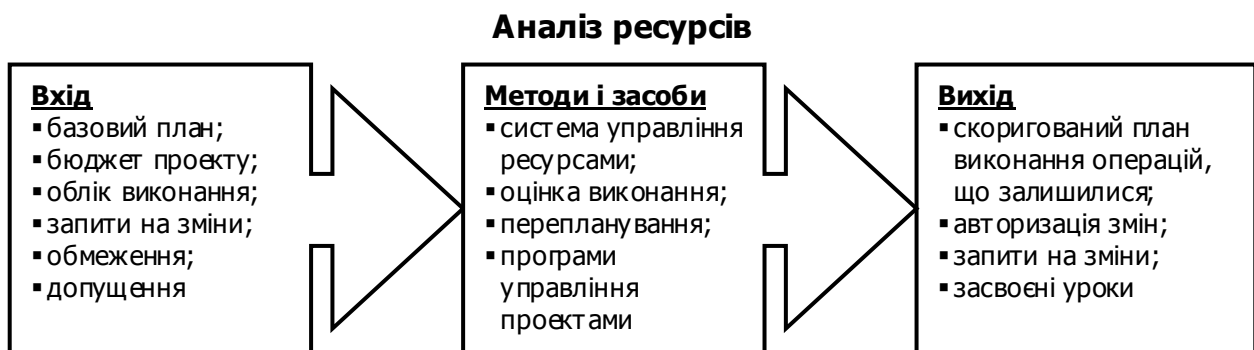 Аналіз ресурсів
Вхід
▪ базовий план;
▪ бюджет проекту;
▪ облік виконання;
▪ запити на зміни;
▪ обмеження;
▪ допущення
Методи і засоби
▪ система управління
ресурсами;
▪ оцінка виконання;
▪ перепланування;
▪ програми
управління
проектами
Вихід
▪ скоригований план
виконання операцій,
що залишилися;
▪ авторизація змін;
▪ запити на зміни;
▪ засвоєні уроки